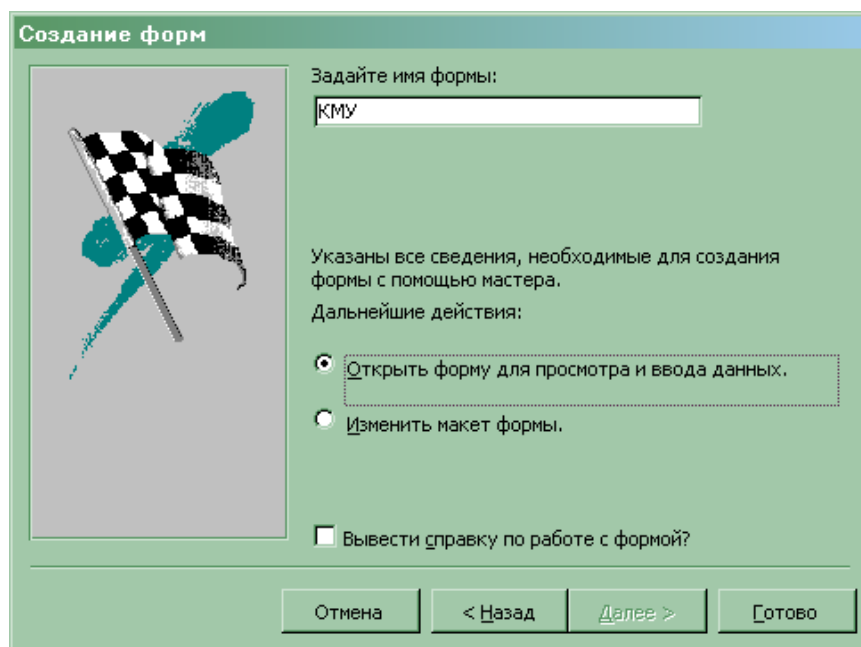 Создание форм
Задайте имя формы:
КМУ
Указаны все сведения, необходимые для создания
формы с помощью мастера.
Дальнейшие действия:
Открыть форму для просмотра и ввода данных.
Изменить макет формы.
Вывести справку по работе с формой?
Отмена
< Назад
Далее >
Готово